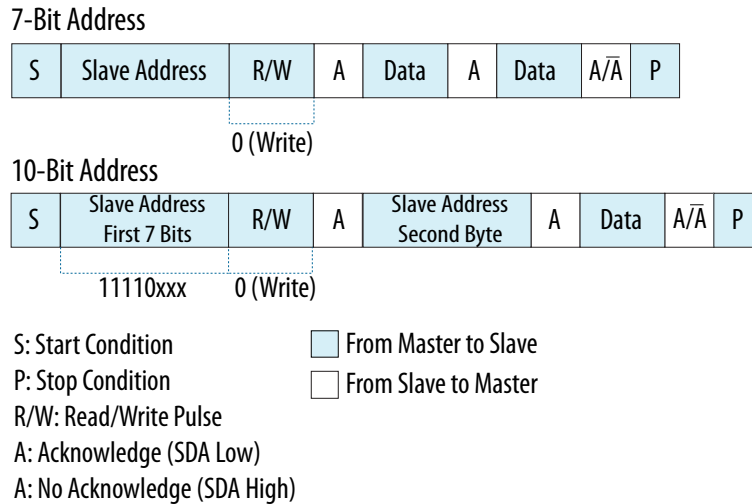 7-Bit Address
S Slave Address R/W A Data A Data A/A̅ P
0 (Write)
10-Bit Address
S Slave Address First 7 Bits R/W A Slave Address Second Byte A Data A/A̅ P
11110xxx 0 (Write)
S: Start Condition
P: Stop Condition
R/W: Read/Write Pulse
A: Acknowledge (SDA Low)
A: No Acknowledge (SDA High)
From Master to Slave
From Slave to Master